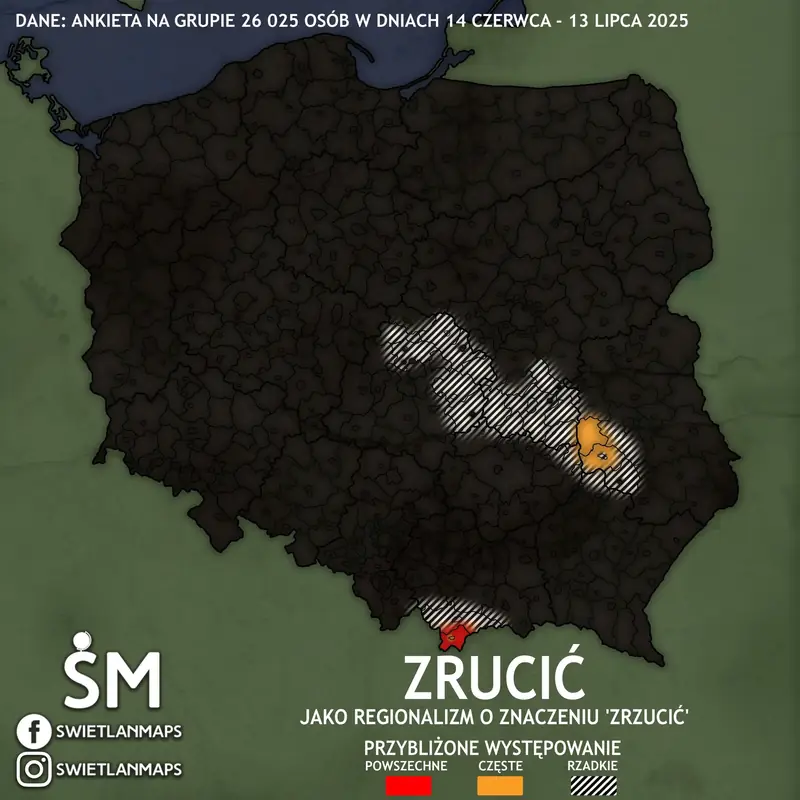 DANE: ANKIETA NA GRUPIE 26 025 OSÓB W DNIACH 14 CZERWCA - 13 LIPCA 2025
ŚM
SWIETLANMAPS
SWIETLANMAPS
ZRUCIĆ
JAKO REGIONALIZM O ZNACZENIU 'ZRZUCIĆ'
PRZYBLIŻONE WYSTĘPOWANIE
POWSZECHNE CZĘSTE RZADKIE